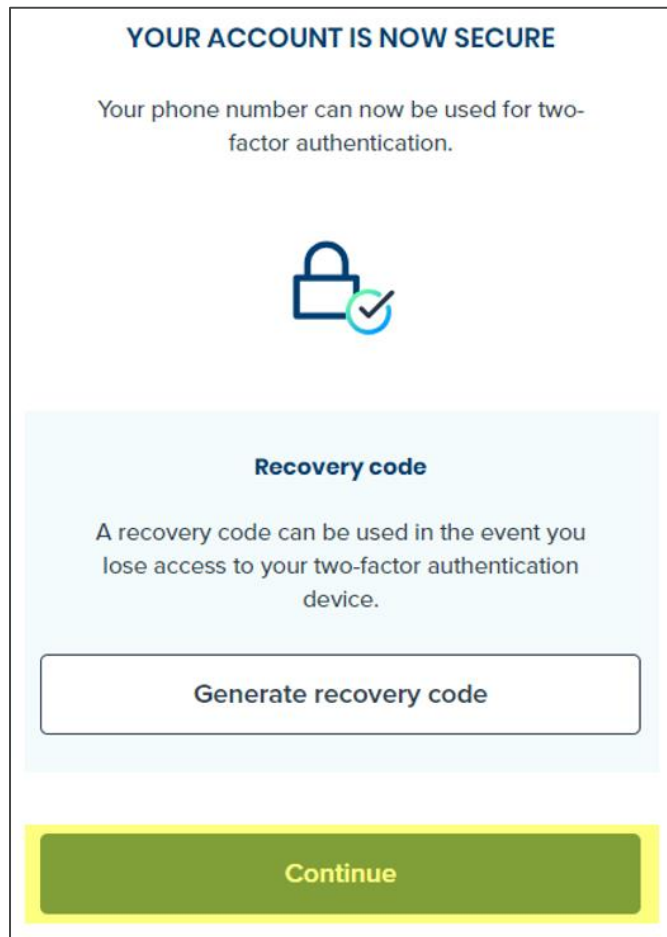 YOUR ACCOUNT IS NOW SECURE
Your phone number can now be used for two-
factor authentication.
Recovery code
A recovery code can be used in the event you
lose access to your two-factor authentication
device.
Generate recovery code
Continue